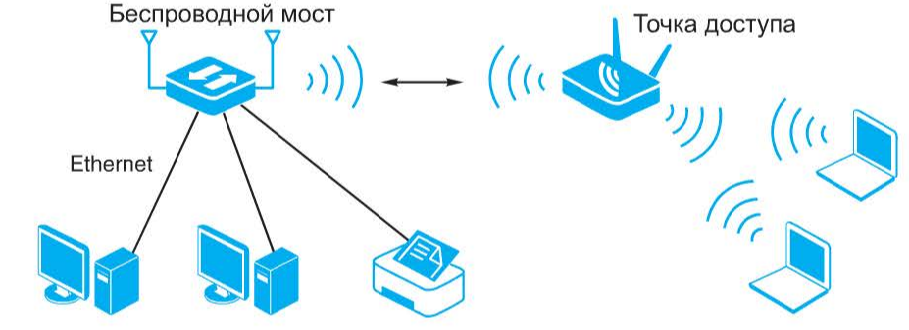 Беспроводной мост
Точка доступа
Ethernet